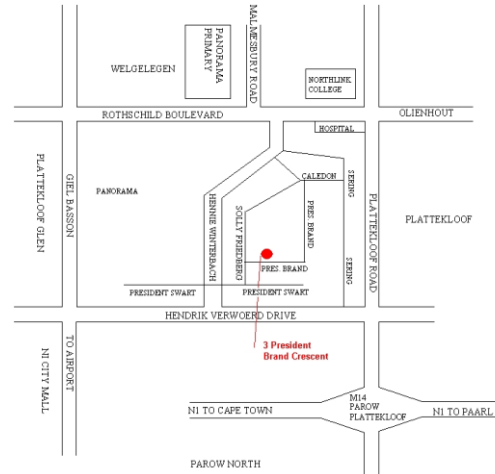 MALMESBURY ROAD
PANORAMA
PRIMARY
WELGELEGEN
NORTHLINK
COLLEGE
ROTHSCHILD BOULEVARD
OLIENHOUT
HOSPITAL
PLATTEKLOOF GLEN
GIEL BASSON
PANORAMA
HENNIE WINTERBACH
SOLLY FRIEDBERG
CALEDON
PRES. BRAND
SERING
PLATTEKLOOF ROAD
PLATTEKLOOF
PRES. BRAND
SERING
PRESIDENT SWART
PRESIDENT SWART
HENDRIK VERWOERD DRIVE
3 President
Brand Crescent
N1 CITY MALL
TO AIRPORT
N1 TO CAPE TOWN
M14
PAROW
PLATTEKLOOF
N1 TO PAARL
PAROW NORTH